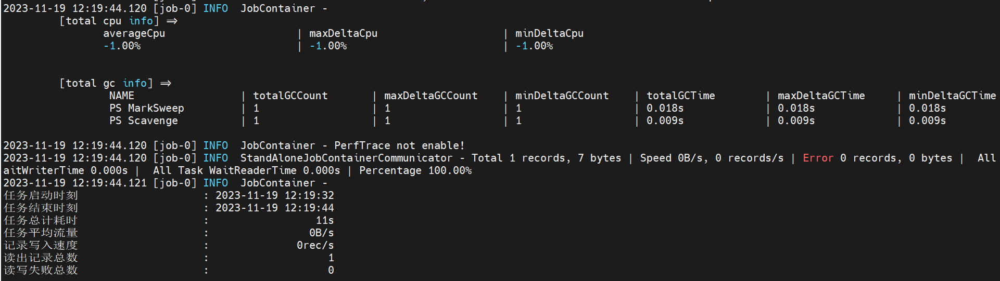 2023-11-19 12:19:44.120 [job-0] INFO  JobContainer -
[total cpu info] =>
averageCpu | maxDeltaCpu | minDeltaCpu
-1.00% | -1.00% | -1.00%
[total gc info] =>
NAME | totalGCCount | maxDeltaGCCount | minDeltaGCCount | totalGCTime | maxDeltaGCTime | minDeltaGCTime
PS MarkSweep | 1 | 1 | 1 | 0.018s | 0.018s | 0.018s
PS Scavenge | 1 | 1 | 1 | 0.009s | 0.009s | 0.009s
2023-11-19 12:19:44.120 [job-0] INFO  JobContainer - PerfTrace not enable!
2023-11-19 12:19:44.120 [job-0] INFO  StandAloneJobContainerCommunicator - Total 1 records, 7 bytes | Speed 0B/s, 0 records/s | Error 0 records, 0 bytes |  All
aitWriterTime 0.000s |  All Task WaitReaderTime 0.000s | Percentage 100.00%
2023-11-19 12:19:44.121 [job-0] INFO  JobContainer -
任务启动时刻 : 2023-11-19 12:19:32
任务结束时刻 : 2023-11-19 12:19:44
任务总计耗时 : 11s
任务平均流量 : 0B/s
记录写入速度 : 0rec/s
读出记录总数 : 1
读写失败总数 : 0